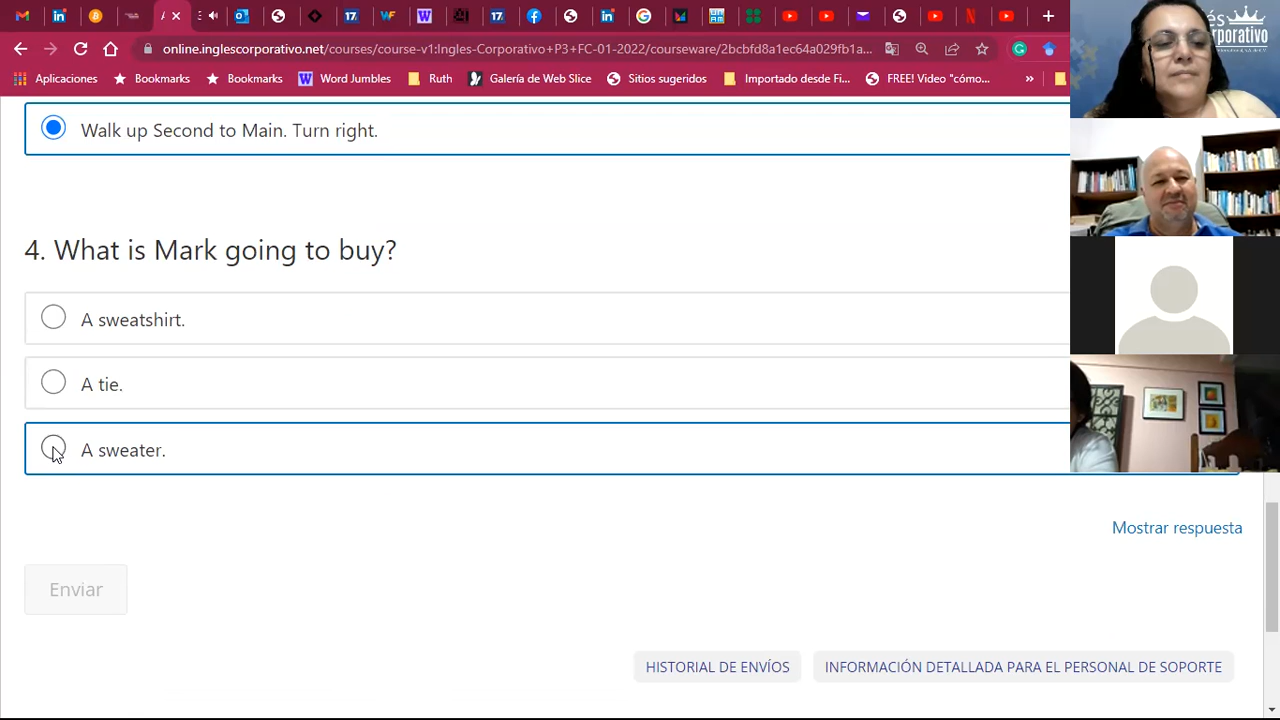 online.inglescorporativo.net/courses/course-v1:Ingles-Corporativo+P3+FC-01-2022/courseware/2bcbfd8a1ec64a029fb1a...
Aplicaciones Bookmarks Bookmarks Word Jumbles Ruth Galería de Web Slice Sitios sugeridos Importado desde Fi... FREE! Video "cómo... »
Walk up Second to Main. Turn right.
4. What is Mark going to buy?
A sweatshirt.
A tie.
A sweater.
Mostrar respuesta
Enviar
HISTORIAL DE ENVÍOS INFORMACIÓN DETALLADA PARA EL PERSONAL DE SOPORTE